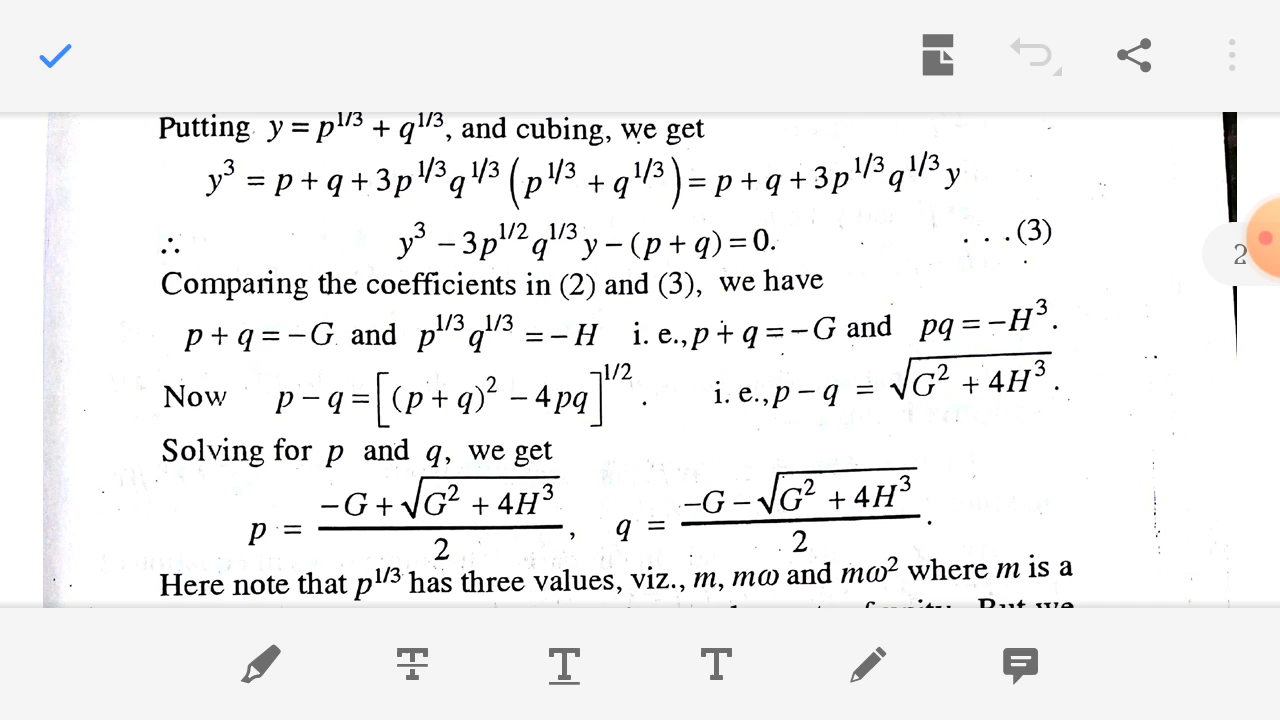 Putting y = p^{1/3} + q^{1/3}, and cubing, we get
y^3 = p + q + 3p^{1/3}q^{1/3}(p^{1/3} + q^{1/3}) = p + q + 3p^{1/3}q^{1/3}y
∴ y^3 − 3p^{1/2}q^{1/3}y − (p + q) = 0. ...(3)
2
Comparing the coefficients in (2) and (3), we have
p + q = −G and p^{1/3}q^{1/3} = −H i. e., p + q = −G and pq = −H^3.
Now p − q = [(p + q)^2 − 4pq]^{1/2}. i. e., p − q = √(G^2 + 4H^3).
Solving for p and q, we get
p = (−G + √(G^2 + 4H^3))/2, q = (−G − √(G^2 + 4H^3))/2.
Here note that p^{1/3} has three values, viz., m, mω and mω^2 where m is a
But we
T T T